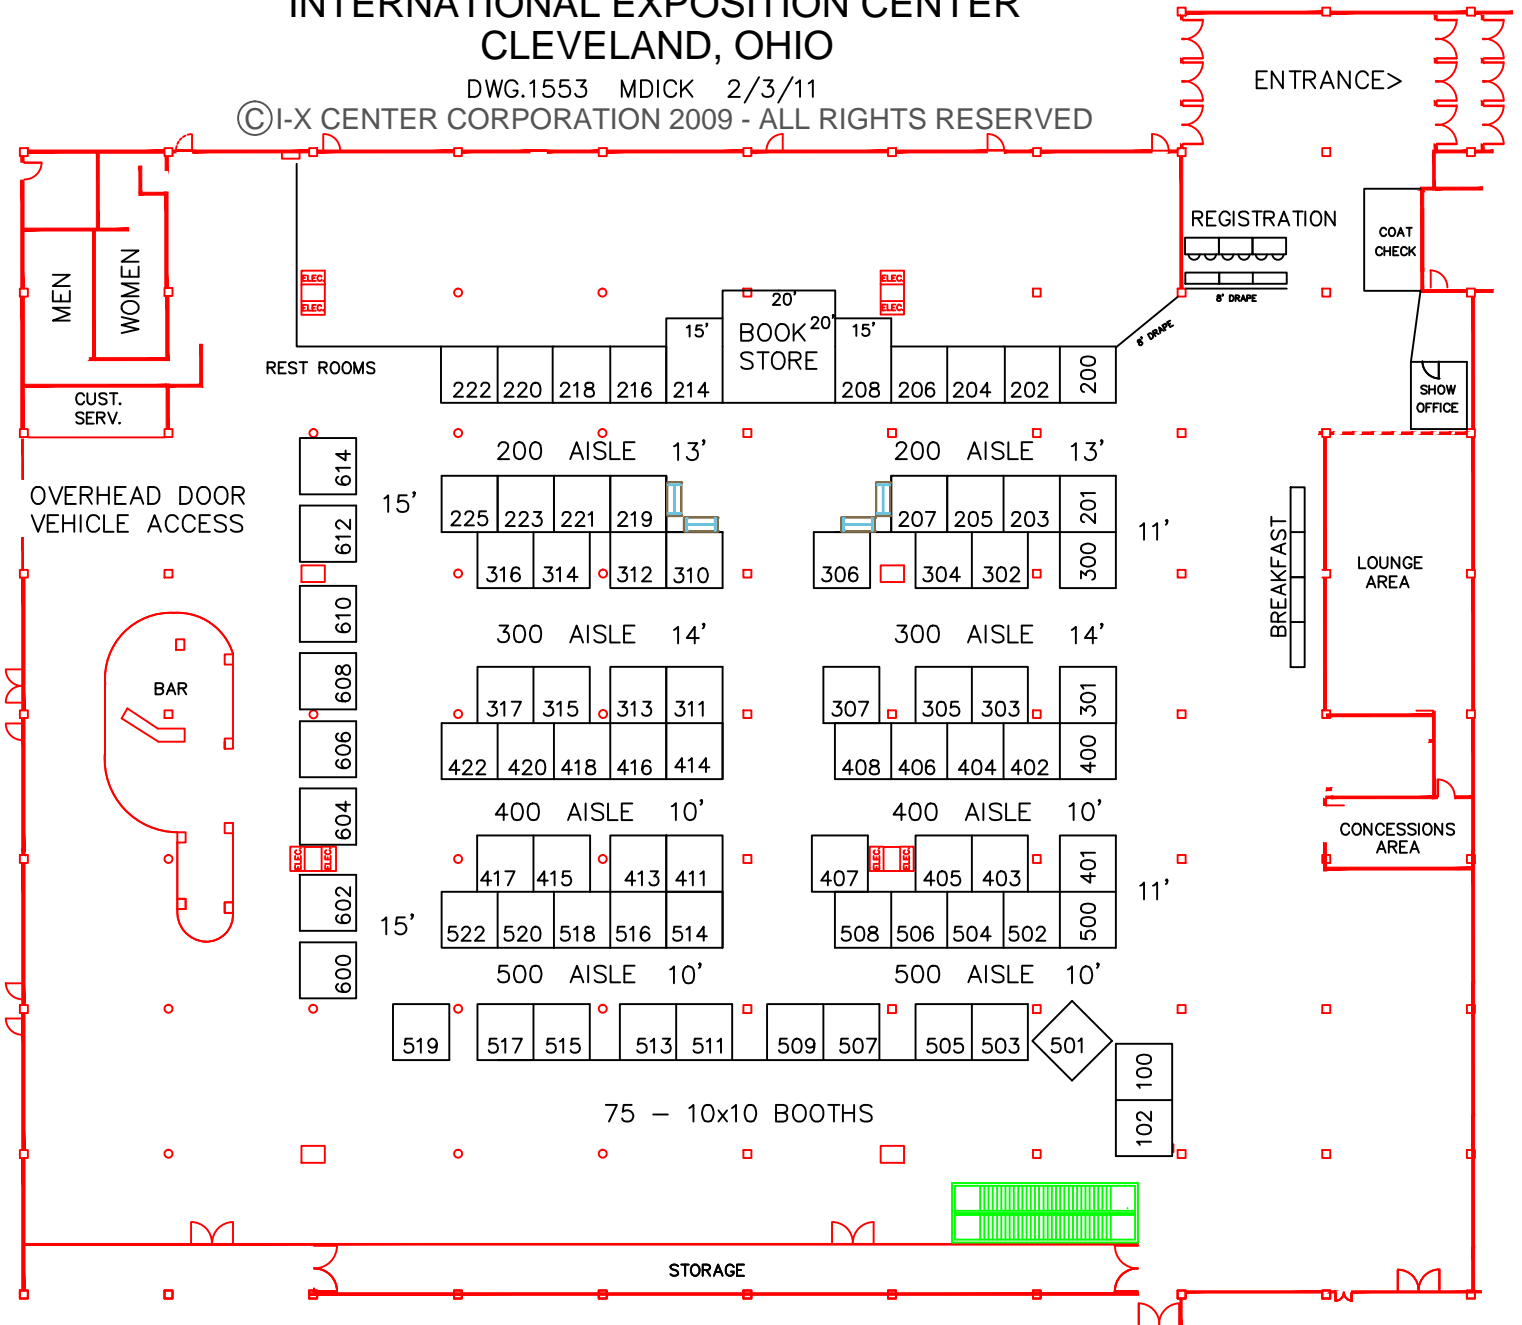 INTERNATIONAL EXPOSITION CENTER
CLEVELAND, OHIO
DWG.1553 MDICK 2/3/11
©I-X CENTER CORPORATION 2009 - ALL RIGHTS RESERVED
ENTRANCE>
REGISTRATION
COAT
CHECK
8' DRAPE
8' DRAPE
MEN
WOMEN
ELEC.
ELEC.
ELEC.
ELEC.
REST ROOMS
CUST.
SERV.
15'
20'
BOOK 20'
STORE
15'
222 220 218 216 214 208 206 204 202 200
SHOW
OFFICE
200 AISLE 13' 200 AISLE 13'
OVERHEAD DOOR
VEHICLE ACCESS
614
612
610
608
606
604
602
600
15'
225 223 221 219 207 205 203 201
11'
316 314 312 310 306 304 302 300
BREAKFAST
LOUNGE
AREA
300 AISLE 14' 300 AISLE 14'
BAR
317 315 313 311 307 305 303 301
422 420 418 416 414 408 406 404 402 400
400 AISLE 10' 400 AISLE 10'
CONCESSIONS
AREA
ELEC.
ELEC.
ELEC.
ELEC.
417 415 413 411 407 405 403 401
11'
15'
522 520 518 516 514 508 506 504 502 500
500 AISLE 10' 500 AISLE 10'
519 517 515 513 511 509 507 505 503 501
100
102
75 - 10x10 BOOTHS
STORAGE